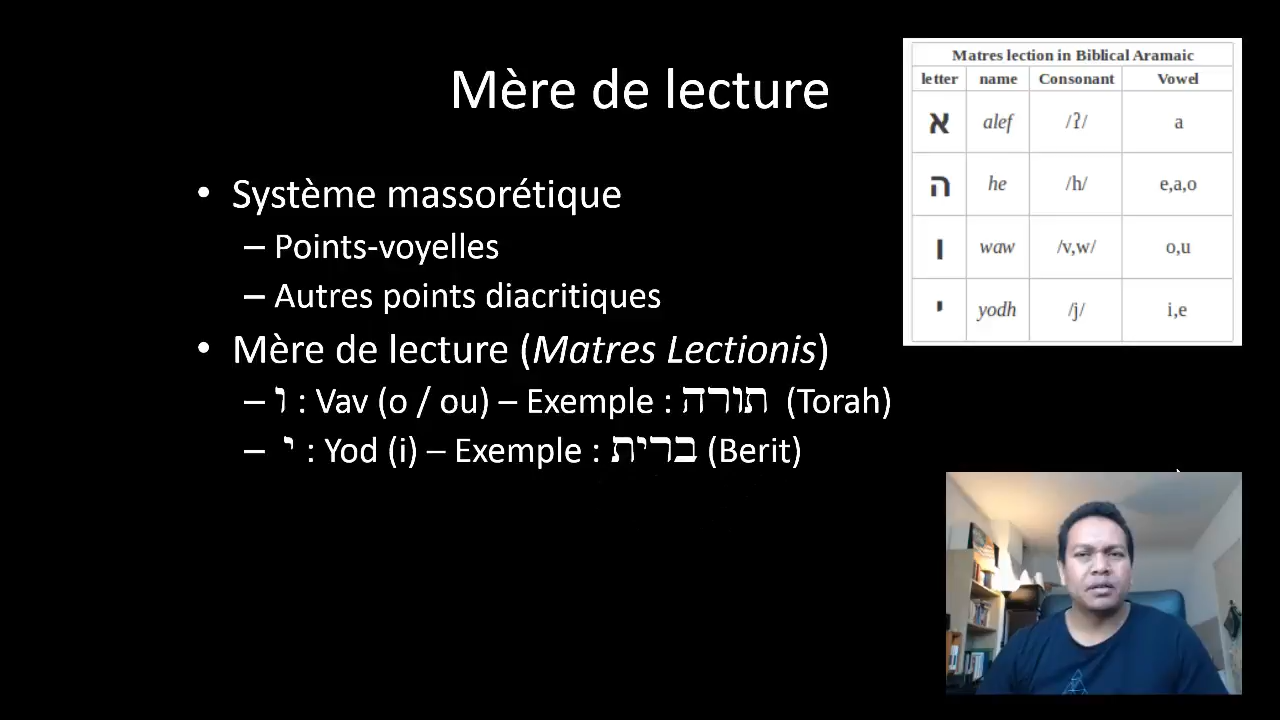 Mère de lecture
• Système massorétique
– Points-voyelles
– Autres points diacritiques
• Mère de lecture (Matres Lectionis)
– ו : Vav (o / ou) – Exemple : תורה (Torah)
– י : Yod (i) – Exemple : ברית (Berit)
Matres lection in Biblical Aramaic
letter name Consonant Vowel
א alef /ʔ/ a
ה he /h/ e,a,o
ו waw /v,w/ o,u
י yodh /j/ i,e